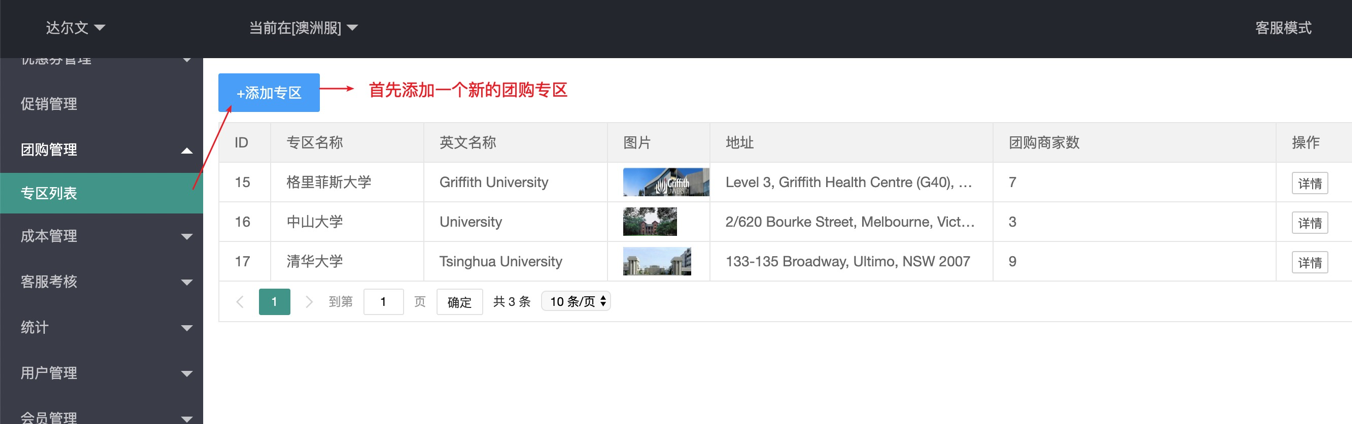 达尔文 当前在[澳洲服] 客服模式
优惠券管理
促销管理
团购管理
专区列表
成本管理
客服考核
统计
用户管理
会员管理
+添加专区 首先添加一个新的团购专区
ID 专区名称 英文名称 图片 地址 团购商家数 操作
15 格里菲斯大学 Griffith University Griffith Level 3, Griffith Health Centre (G40), ... 7 详情
16 中山大学 University 2/620 Bourke Street, Melbourne, Vict... 3 详情
17 清华大学 Tsinghua University 133-135 Broadway, Ultimo, NSW 2007 9 详情
1 到第 1 页 确定 共 3 条 10 条/页